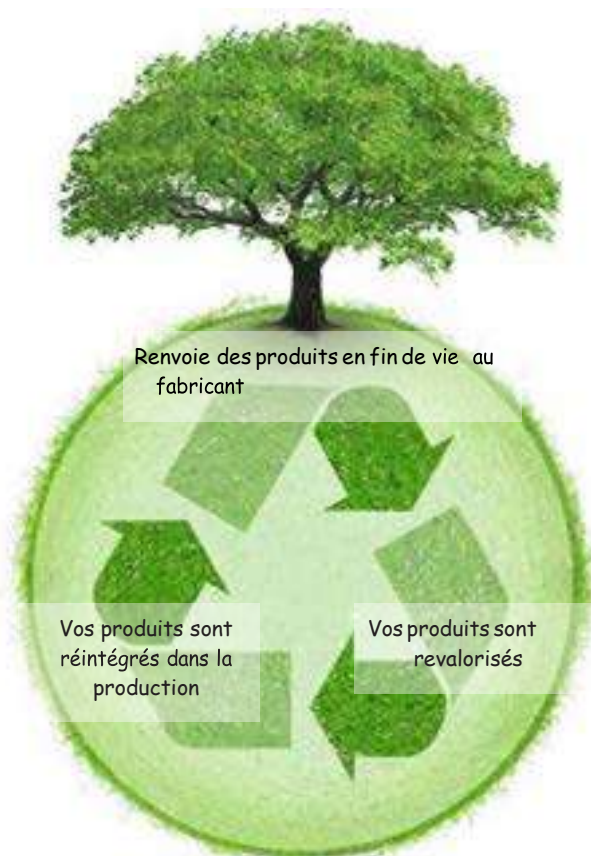 Renvoie des produits en fin de vie au
fabricant
Vos produits sont
réintégrés dans la
production
Vos produits sont
revalorisés